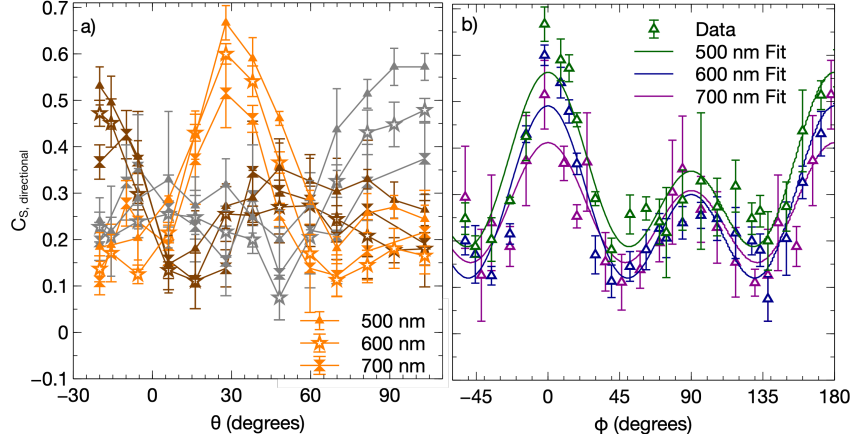 a)
0.7
0.6
0.5
0.4
0.3
0.2
0.1
0
−0.1
C_S, directional
500 nm
600 nm
700 nm
−30 0 30 60 90
θ (degrees)
b)
Data
500 nm Fit
600 nm Fit
700 nm Fit
-45 0 45 90 135 180
ϕ (degrees)